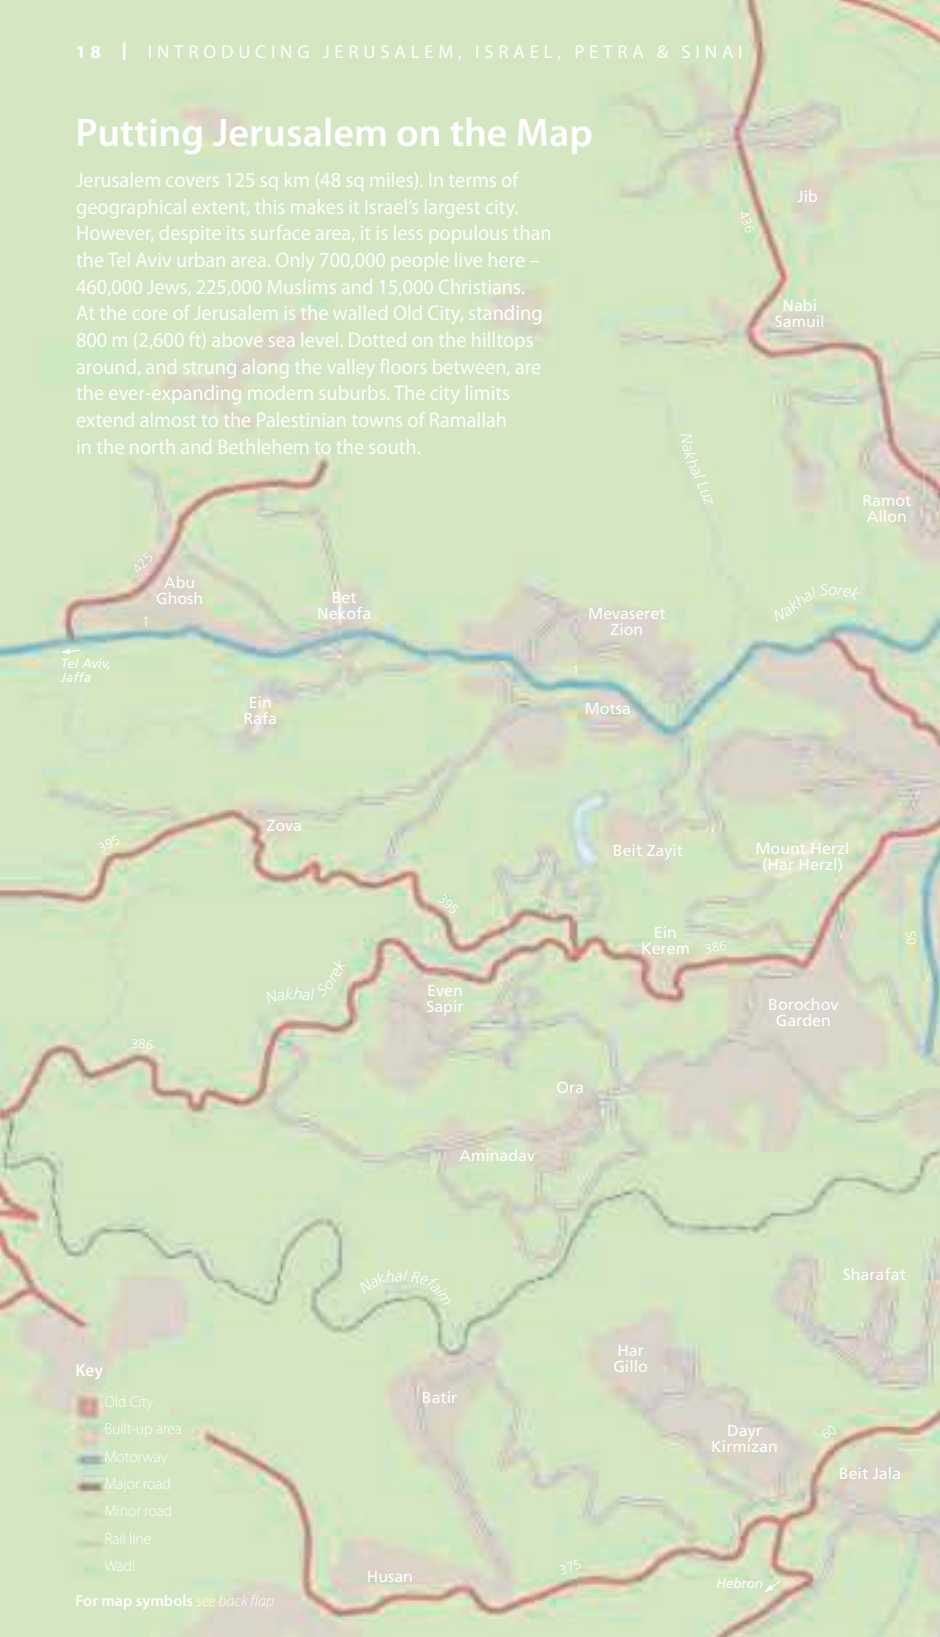 18 | INTRODUCING JERUSALEM, ISRAEL, PETRA & SINAI
Putting Jerusalem on the Map
Jerusalem covers 125 sq km (48 sq miles). In terms of
geographical extent, this makes it Israel's largest city.
However, despite its surface area, it is less populous than
the Tel Aviv urban area. Only 700,000 people live here –
460,000 Jews, 225,000 Muslims and 15,000 Christians.
At the core of Jerusalem is the walled Old City, standing
800 m (2,600 ft) above sea level. Dotted on the hilltops
around, and strung along the valley floors between, are
the ever-expanding modern suburbs. The city limits
extend almost to the Palestinian towns of Ramallah
in the north and Bethlehem to the south.
Jib
436
Nabi
Samuil
Nakhal Luz
Ramot
Allon
425
Abu
Ghosh
Bet
Nekofa
Nakhal Sorek
Mevaseret
Zion
1
Tel Aviv,
Jaffa
1
Ein
Rafa
Motsa
Zova
395
Beit Zayit
Mount Herzl
(Har Herzl)
395
Ein
Kerem
386
50
Nakhal Sorek
Even
Sapir
Borochov
Garden
386
Ora
Aminadav
Nakhal Refaim
Sharafat
Har
Gillo
Batir
Dayr
Kirmizan
60
Beit Jala
Key
Old City
Built-up area
Motorway
Major road
Minor road
Rail line
Wadi
Husan
375
Hebron
For map symbols see back flap